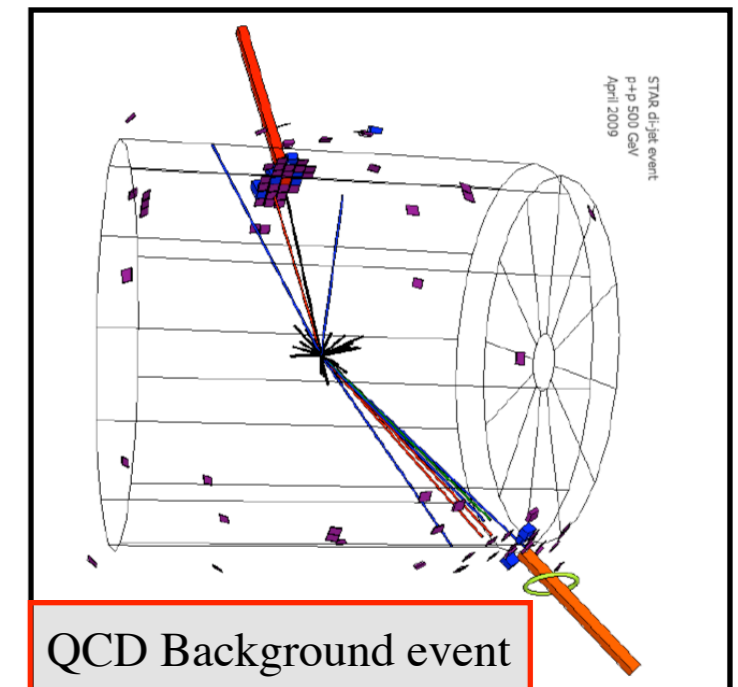 STAR di-jet event
p+p 500 GeV
April 2009
QCD Background event